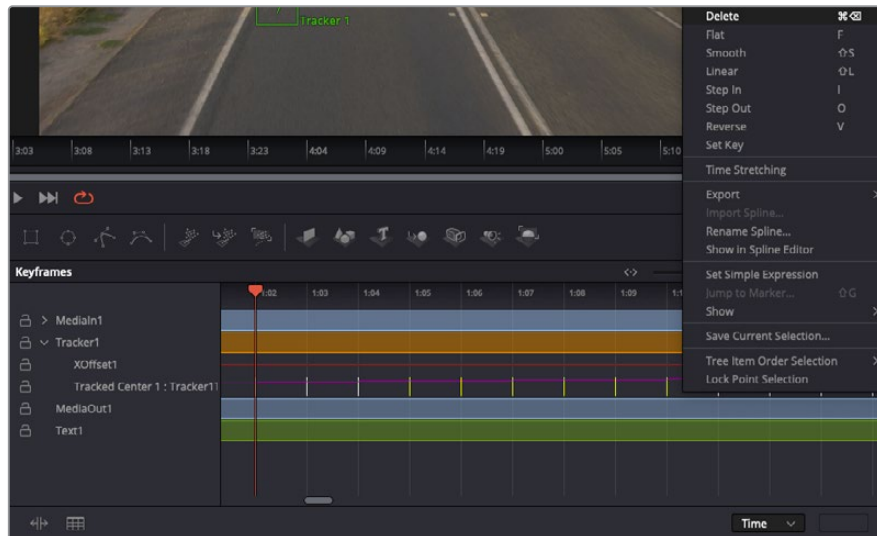 Tracker 1
Delete ⌘⌫
Flat F
Smooth ⇧S
Linear ⇧L
Step In I
Step Out O
Reverse V
Set Key
Time Stretching
Export >
Import Spline...
Rename Spline...
Show in Spline Editor
Set Simple Expression
Jump to Marker... ⇧G
Show >
Save Current Selection...
Tree Item Order Selection >
Lock Point Selection
3:03 3:08 3:13 3:18 3:23 4:04 4:09 4:14 4:19 5:00 5:05 5:10
Keyframes
1:02 1:03 1:04 1:05 1:06 1:07 1:08 1:09
MediaIn1
Tracker1
XOffset1
Tracked Center 1 : Tracker1
MediaOut1
Text1
Time